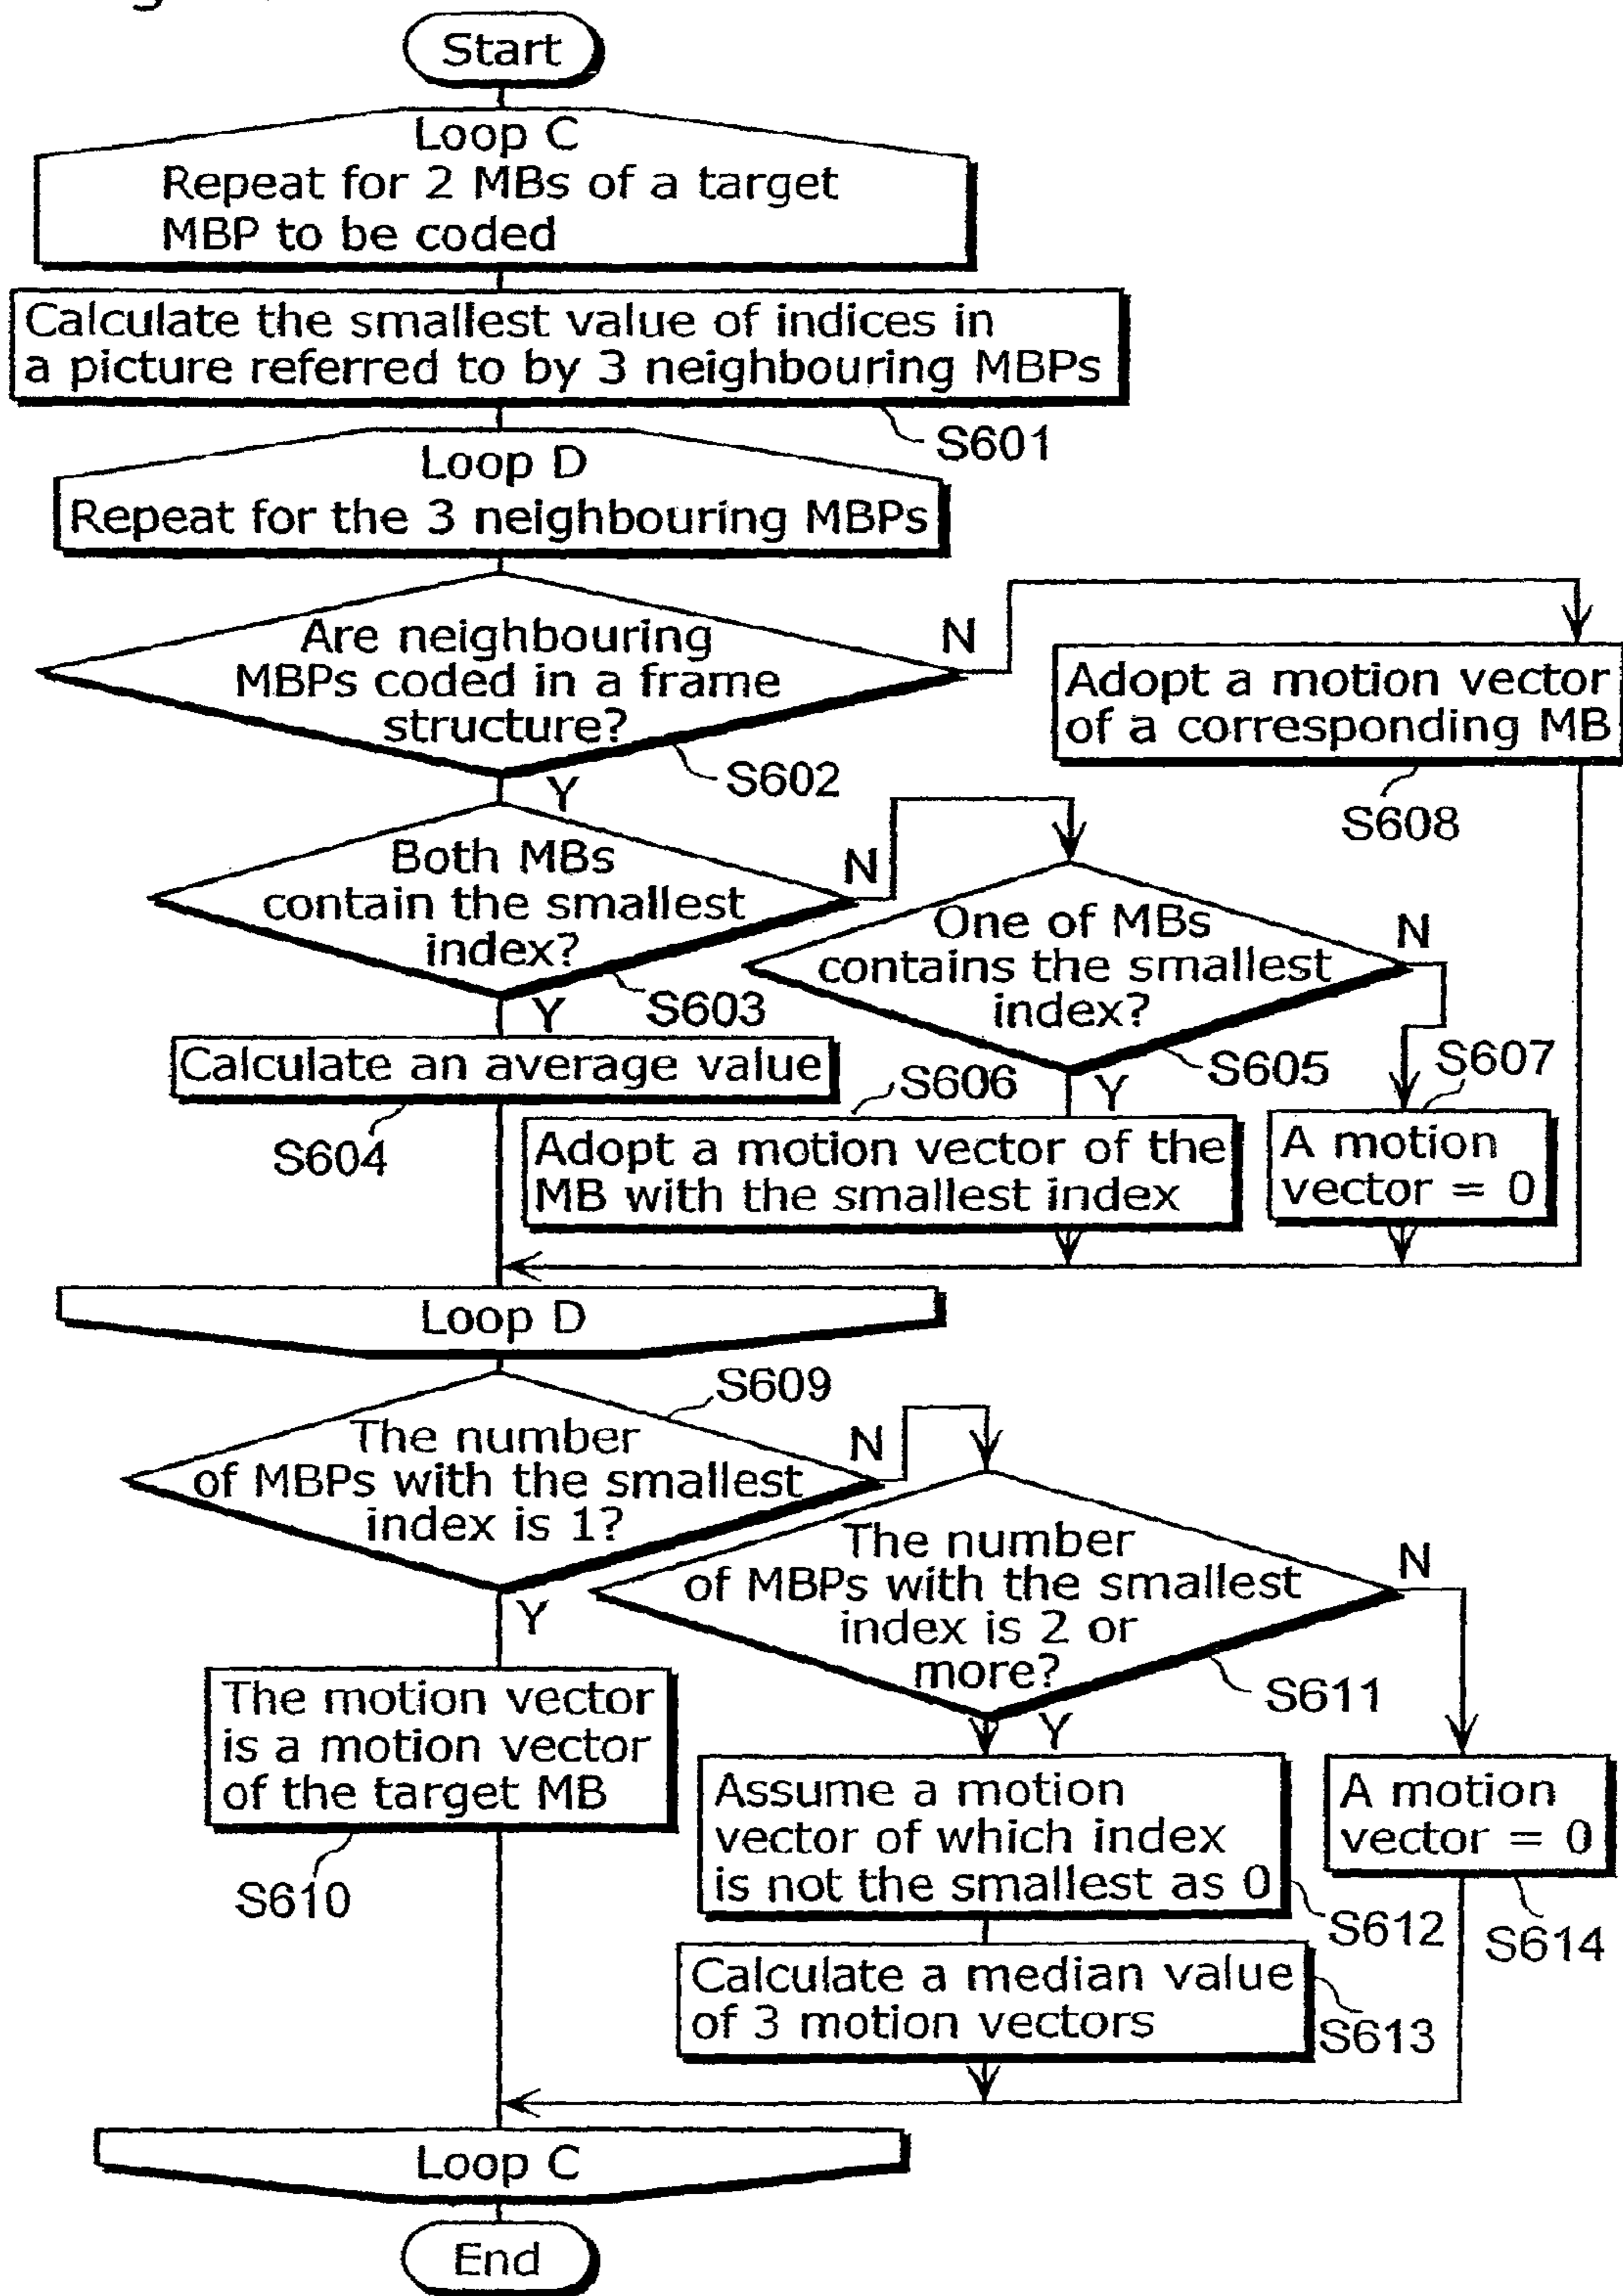 Start
Loop C
Repeat for 2 MBs of a target
MBP to be coded
Calculate the smallest value of indices in
a picture referred to by 3 neighbouring MBPs
S601
Loop D
Repeat for the 3 neighbouring MBPs
Are neighbouring
MBPs coded in a frame
structure?
N
S602
Y
Adopt a motion vector
of a corresponding MB
S608
Both MBs
contain the smallest
index?
N
S603
Y
One of MBs
contains the smallest
index?
N
S605
Y
Calculate an average value
S604
S606
Adopt a motion vector of the
MB with the smallest index
S607
A motion
vector = 0
Loop D
S609
The number
of MBPs with the smallest
index is 1?
N
Y
The number
of MBPs with the smallest
index is 2 or
more?
N
S611
Y
The motion vector
is a motion vector
of the target MB
S610
Assume a motion
vector of which index
is not the smallest as 0
S612
A motion
vector = 0
S614
Calculate a median value
of 3 motion vectors
S613
Loop C
End